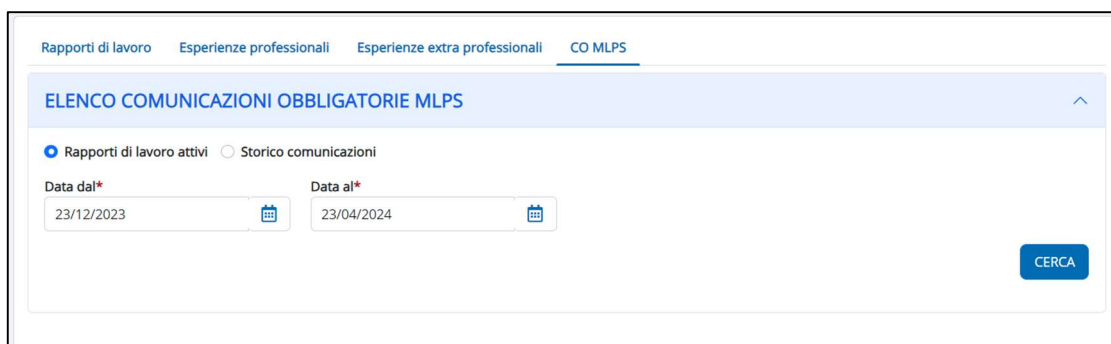 Rapporti di lavoro Esperienze professionali Esperienze extra professionali CO MLPS
ELENCO COMUNICAZIONI OBBLIGATORIE MLPS
Rapporti di lavoro attivi Storico comunicazioni
Data dal* Data al*
23/12/2023 23/04/2024
CERCA